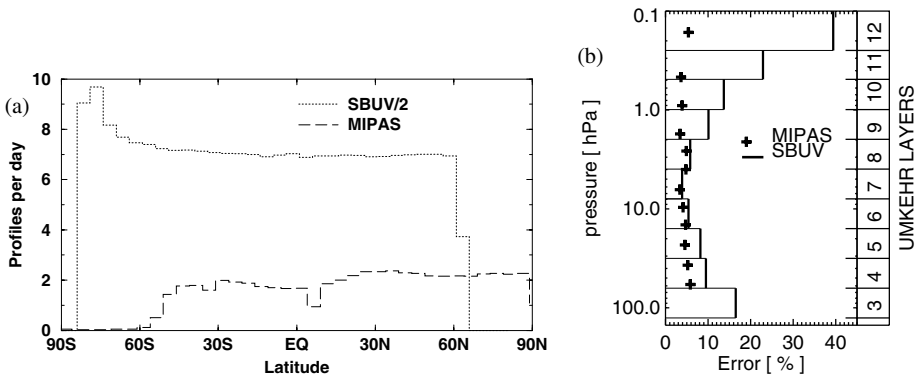 (a)
10
8
6
4
2
0
Profiles per day
SBUV/2
MIPAS
90S 60S 30S EQ 30N 60N 90N
Latitude
(b)
0.1
1.0
10.0
100.0
pressure [ hPa ]
MIPAS
SBUV
0 10 20 30 40
Error [ % ]
12
11
10
9
8
7
6
5
4
3
UMKEHR LAYERS